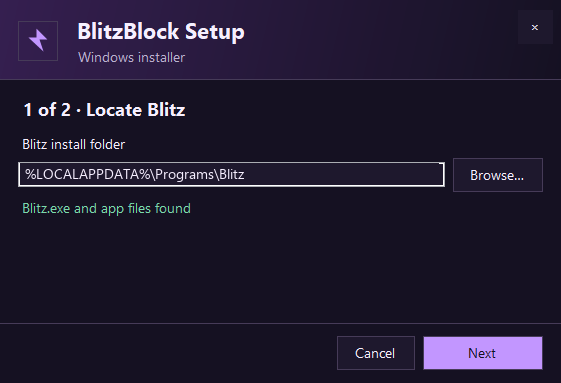 BlitzBlock Setup
Windows installer
×
1 of 2 · Locate Blitz
Blitz install folder
%LOCALAPPDATA%\Programs\Blitz
Browse...
Blitz.exe and app files found
Cancel
Next